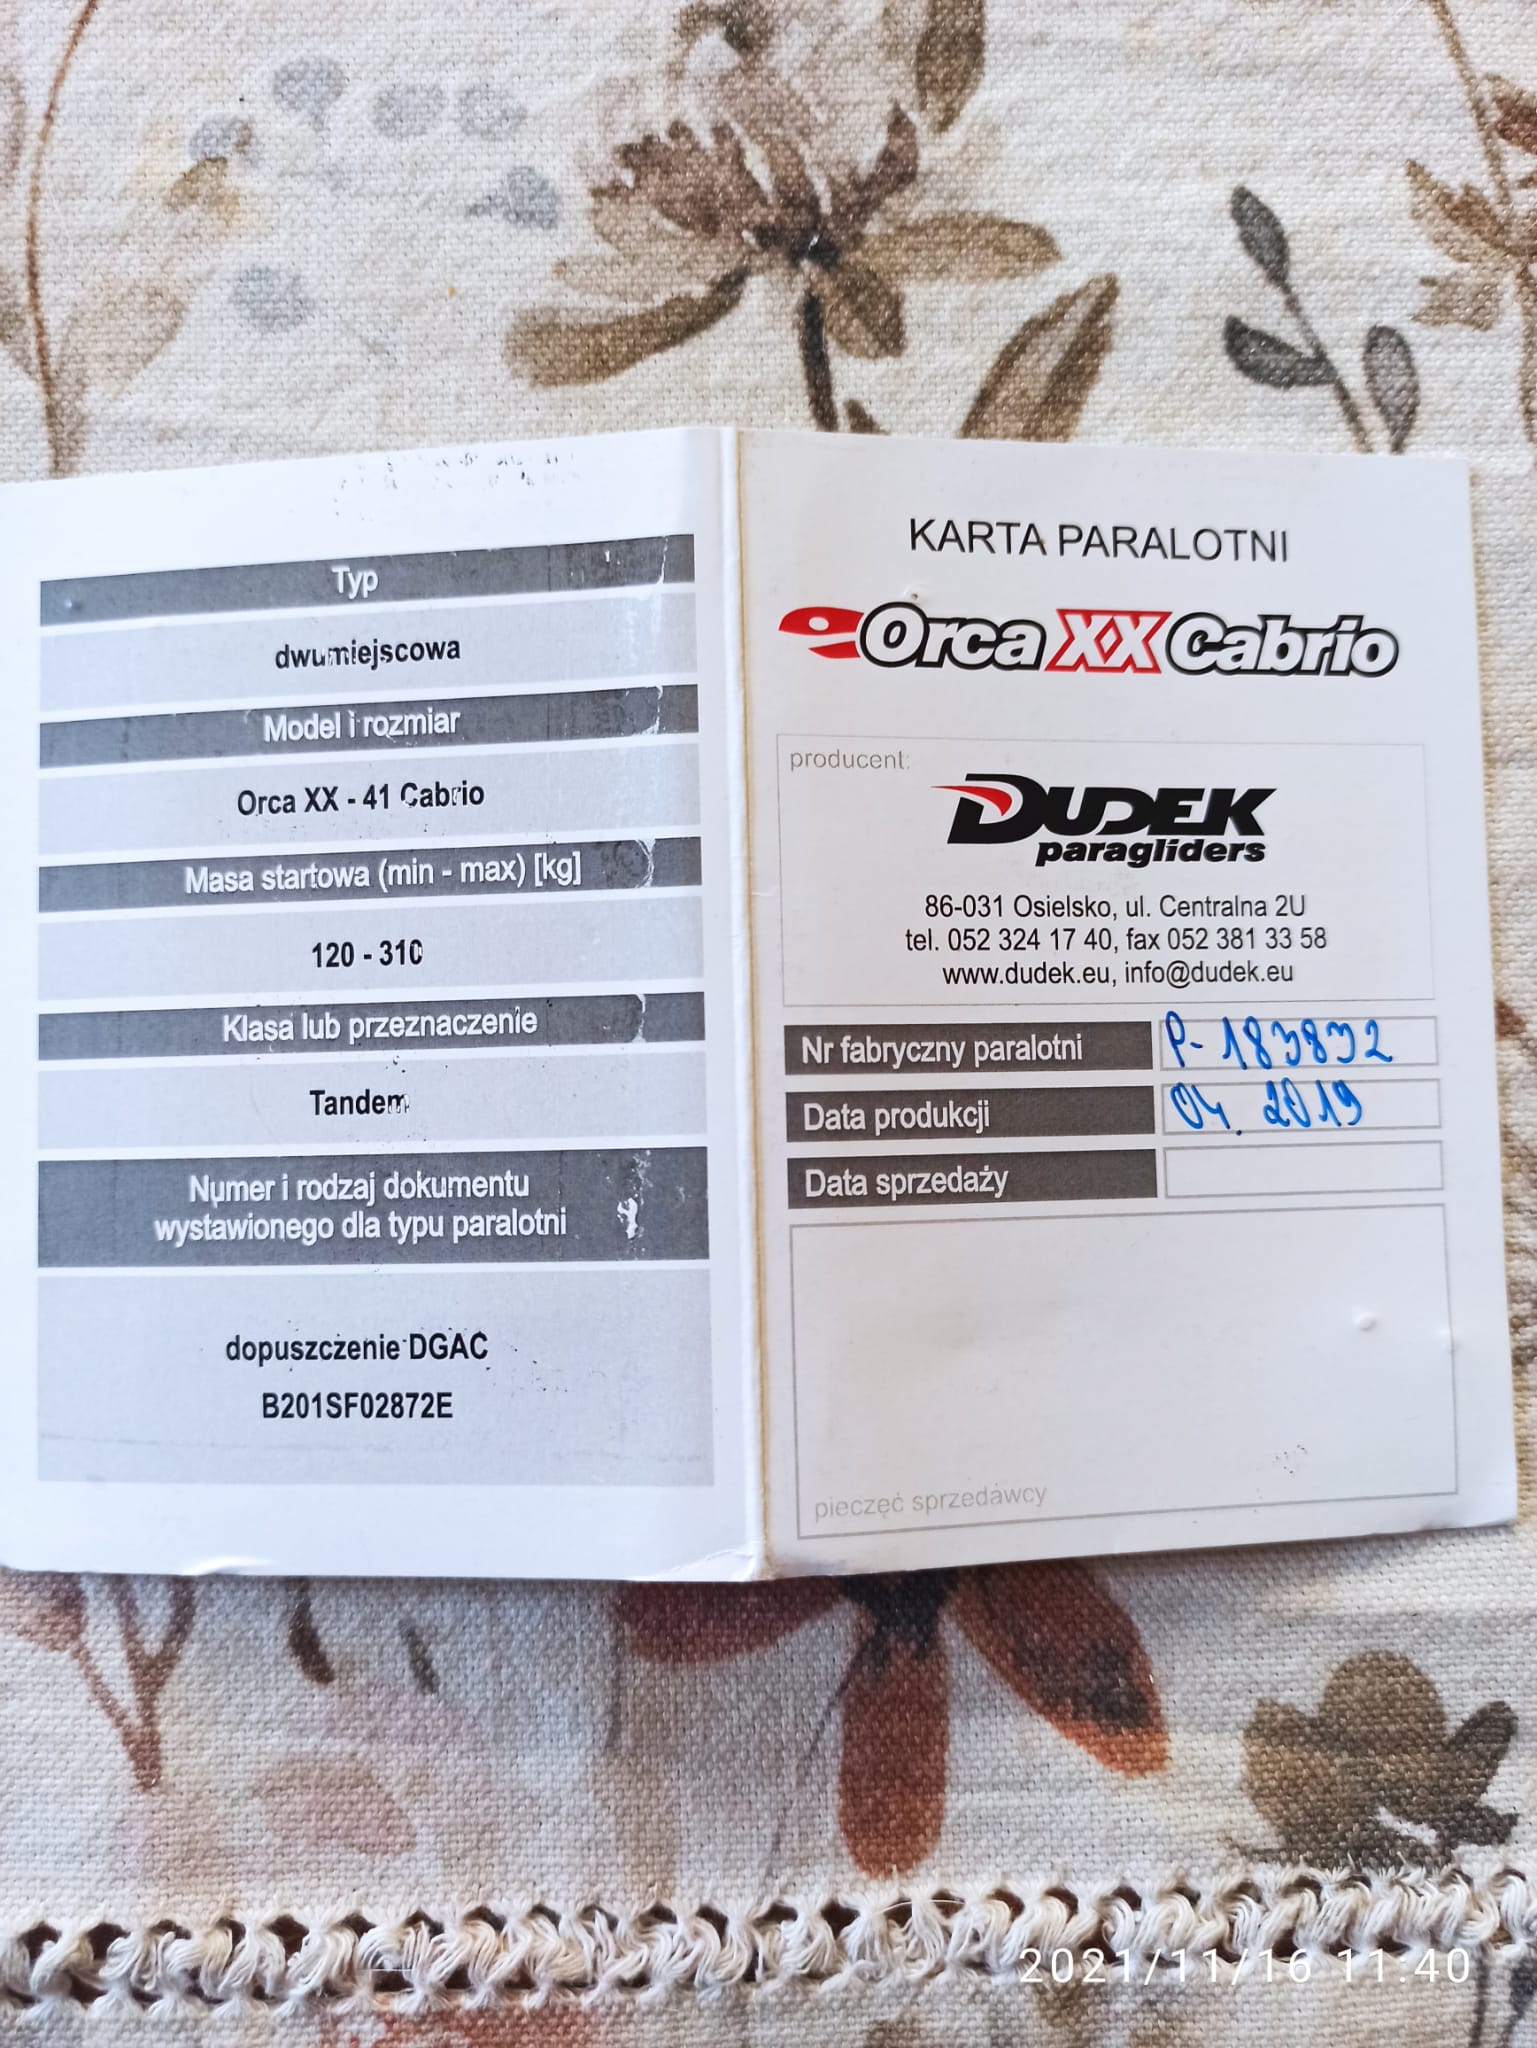 Typ
dwumiejscowa
Model i rozmiar
Orca XX - 41 Cabrio
Masa startowa (min - max) [kg]
120 - 310
Klasa lub przeznaczenie
Tandem
Numer i rodzaj dokumentu
wystawionego dla typu paralotni
dopuszczenie DGAC
B201SF02872E
KARTA PARALOTNI
Orca XX Cabrio
producent:
DUDEK
paragliders
86-031 Osielsko, ul. Centralna 2U
tel. 052 324 17 40, fax 052 381 33 58
www.dudek.eu, info@dudek.eu
Nr fabryczny paralotni P-183832
Data produkcji 04. 2019
Data sprzedaży
pieczęć sprzedawcy
2021/11/16 11:40